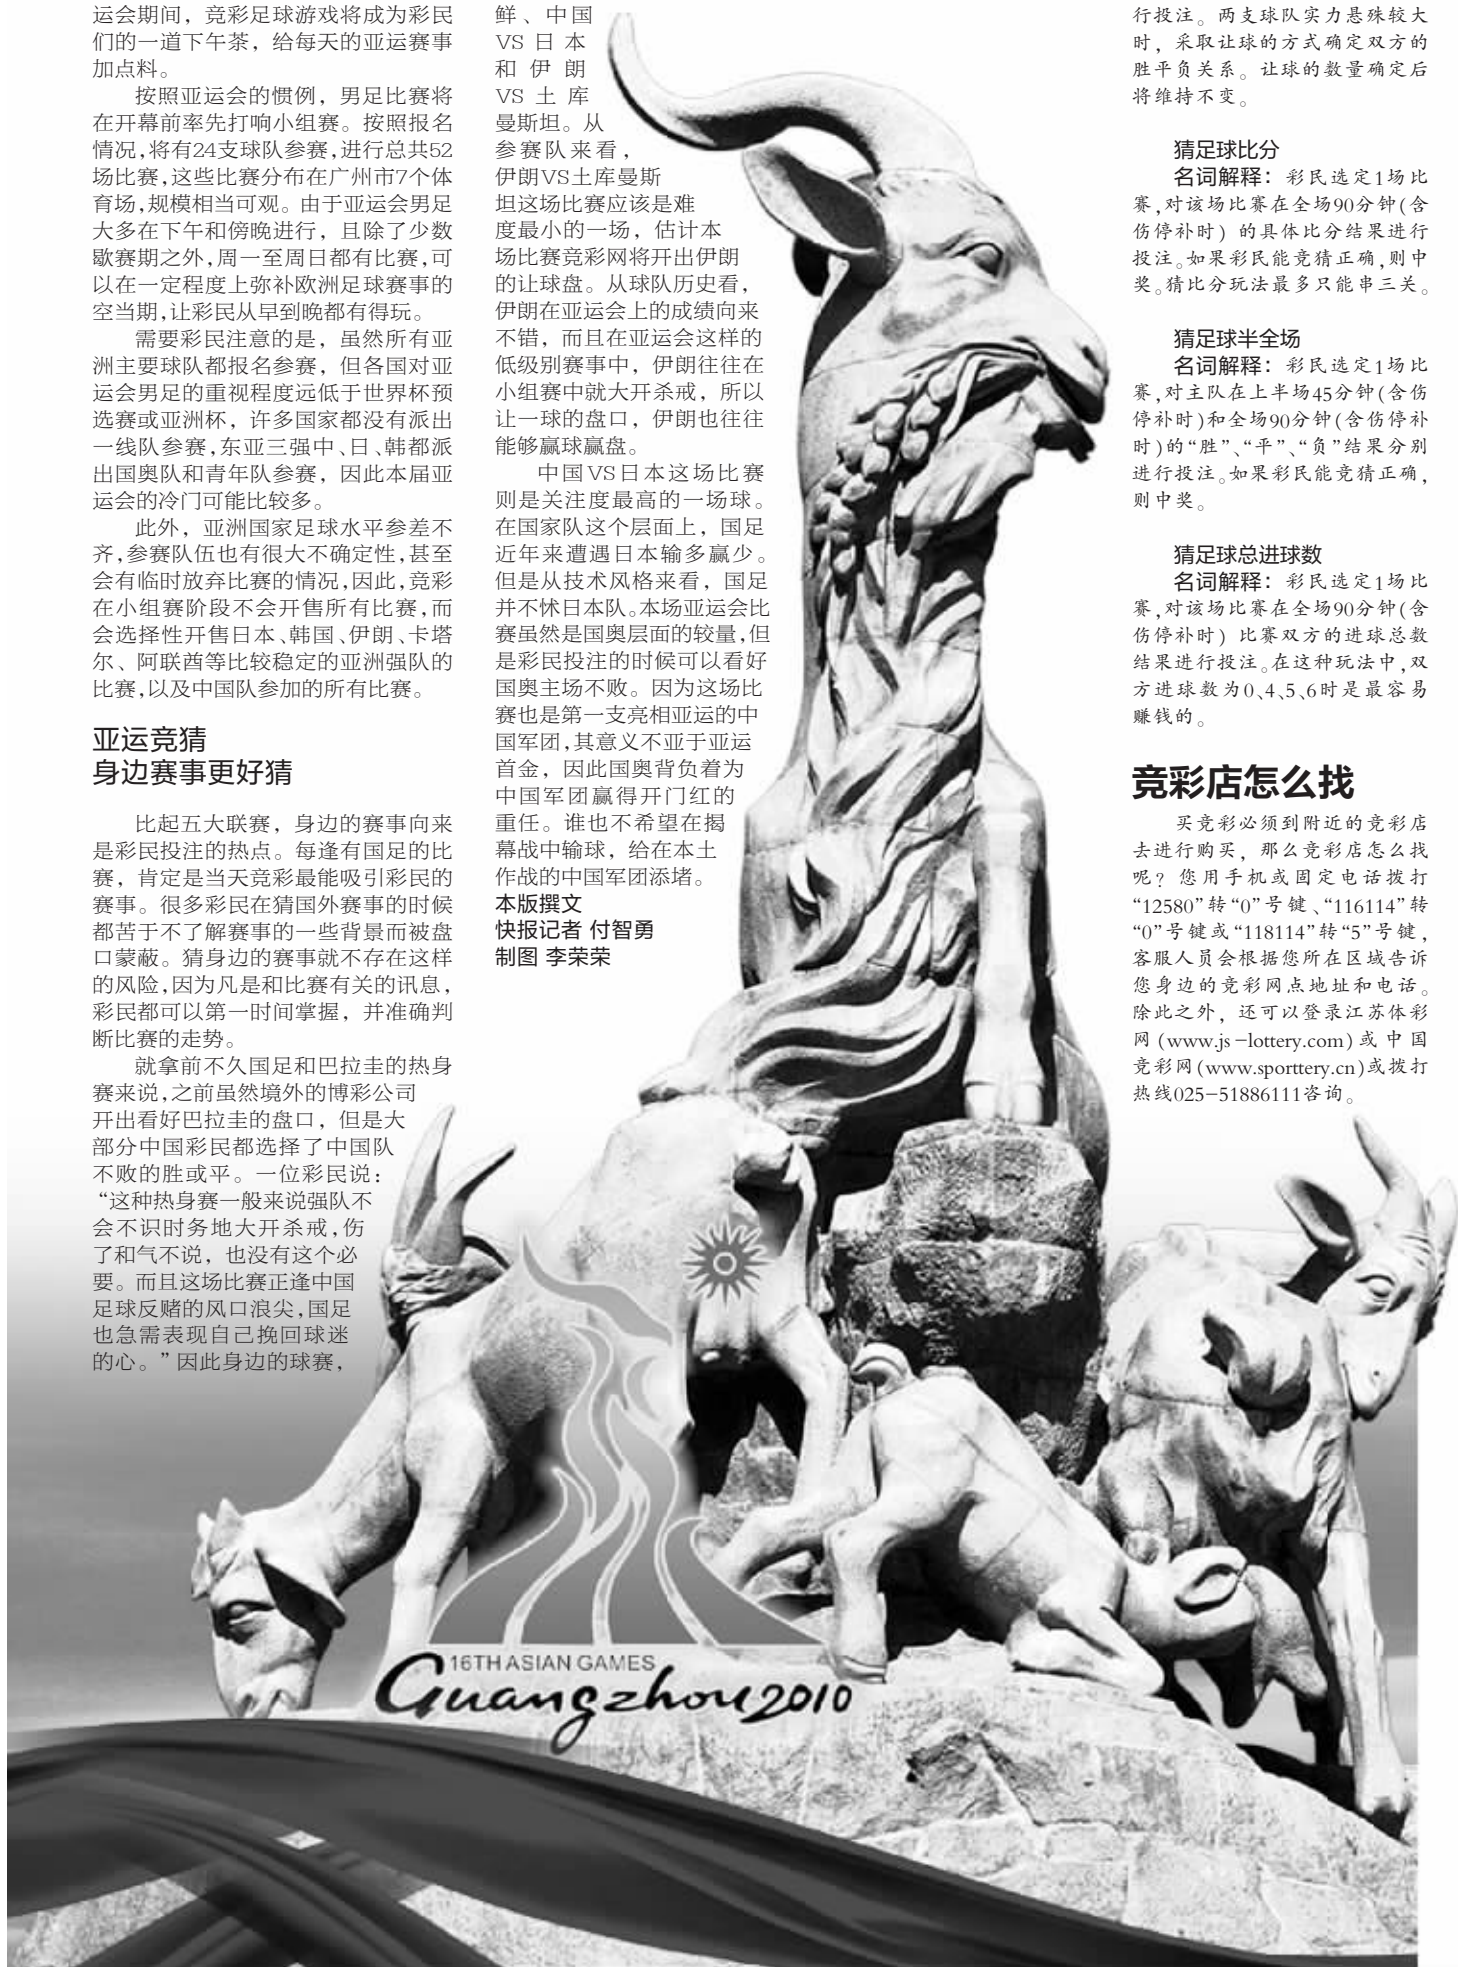 运会期间，竞彩足球游戏将成为彩民
们的一道下午茶，给每天的亚运赛事
加点料。
按照亚运会的惯例，男足比赛将
在开幕前率先打响小组赛。按照报名
情况,将有24支球队参赛,进行总共52
场比赛,这些比赛分布在广州市7个体
育场,规模相当可观。由于亚运会男足
大多在下午和傍晚进行，且除了少数
歇赛期之外,周一至周日都有比赛,可
以在一定程度上弥补欧洲足球赛事的
空当期,让彩民从早到晚都有得玩。
需要彩民注意的是，虽然所有亚
洲主要球队都报名参赛，但各国对亚
运会男足的重视程度远低于世界杯预
选赛或亚洲杯，许多国家都没有派出
一线队参赛,东亚三强中、日、韩都派
出国奥队和青年队参赛，因此本届亚
运会的冷门可能比较多。
此外，亚洲国家足球水平参差不
齐,参赛队伍也有很大不确定性,甚至
会有临时放弃比赛的情况,因此,竞彩
在小组赛阶段不会开售所有比赛,而
会选择性开售日本、韩国、伊朗、卡塔
尔、阿联酋等比较稳定的亚洲强队的
比赛,以及中国队参加的所有比赛。
亚运竞猜
身边赛事更好猜
比起五大联赛，身边的赛事向来
是彩民投注的热点。每逢有国足的比
赛，肯定是当天竞彩最能吸引彩民的
赛事。很多彩民在猜国外赛事的时候
都苦于不了解赛事的一些背景而被盘
口蒙蔽。猜身边的赛事就不存在这样
的风险,因为凡是和比赛有关的讯息，
彩民都可以第一时间掌握，并准确判
断比赛的走势。
就拿前不久国足和巴拉圭的热身
赛来说,之前虽然境外的博彩公司
开出看好巴拉圭的盘口，但是大
部分中国彩民都选择了中国队
不败的胜或平。一位彩民说：
“这种热身赛一般来说强队不
会不识时务地大开杀戒,伤
了和气不说，也没有这个必
要。而且这场比赛正逢中国
足球反赌的风口浪尖,国足
也急需表现自己挽回球迷
的心。”因此身边的球赛，
鲜、中国
VS日本
和伊朗
VS土库
曼斯坦。从
参赛队来看，
伊朗VS土库曼斯
坦这场比赛应该是难
度最小的一场，估计本
场比赛竞彩网将开出伊朗
的让球盘。从球队历史看，
伊朗在亚运会上的成绩向来
不错，而且在亚运会这样的
低级别赛事中，伊朗往往在
小组赛中就大开杀戒，所以
让一球的盘口，伊朗也往往
能够赢球赢盘。
中国VS日本这场比赛
则是关注度最高的一场球。
在国家队这个层面上，国足
近年来遭遇日本输多赢少。
但是从技术风格来看，国足
并不怵日本队。本场亚运会比
赛虽然是国奥层面的较量,但
是彩民投注的时候可以看好
国奥主场不败。因为这场比
赛也是第一支亮相亚运的中
国军团,其意义不亚于亚运
首金，因此国奥背负着为
中国军团赢得开门红的
重任。谁也不希望在揭
幕战中输球，给在本土
作战的中国军团添堵。
本版撰文
快报记者 付智勇
制图 李荣荣
行投注。两支球队实力悬殊较大
时，采取让球的方式确定双方的
胜平负关系。让球的数量确定后
将维持不变。
猜足球比分
名词解释：彩民选定1场比
赛,对该场比赛在全场90分钟(含
伤停补时）的具体比分结果进行
投注。如果彩民能竞猜正确,则中
奖。猜比分玩法最多只能串三关。
猜足球半全场
名词解释：彩民选定1场比
赛,对主队在上半场45分钟(含伤
停补时)和全场90分钟(含伤停补
时)的“胜”、“平”、“负”结果分别
进行投注。如果彩民能竞猜正确，
则中奖。
猜足球总进球数
名词解释：彩民选定1场比
赛,对该场比赛在全场90分钟(含
伤停补时）比赛双方的进球总数
结果进行投注。在这种玩法中,双
方进球数为0、4、5、6时是最容易
赚钱的。
竞彩店怎么找
买竞彩必须到附近的竞彩店
去进行购买，那么竞彩店怎么找
呢？您用手机或固定电话拨打
“12580”转“0”号键、“116114”转
“0”号键或“118114”转“5”号键，
客服人员会根据您所在区域告诉
您身边的竞彩网点地址和电话。
除此之外，还可以登录江苏体彩
网(www.js-lottery.com)或中国
竞彩网(www.sporttery.cn)或拨打
热线025-51886111咨询。
16TH ASIAN GAMES
Guangzhou 2010